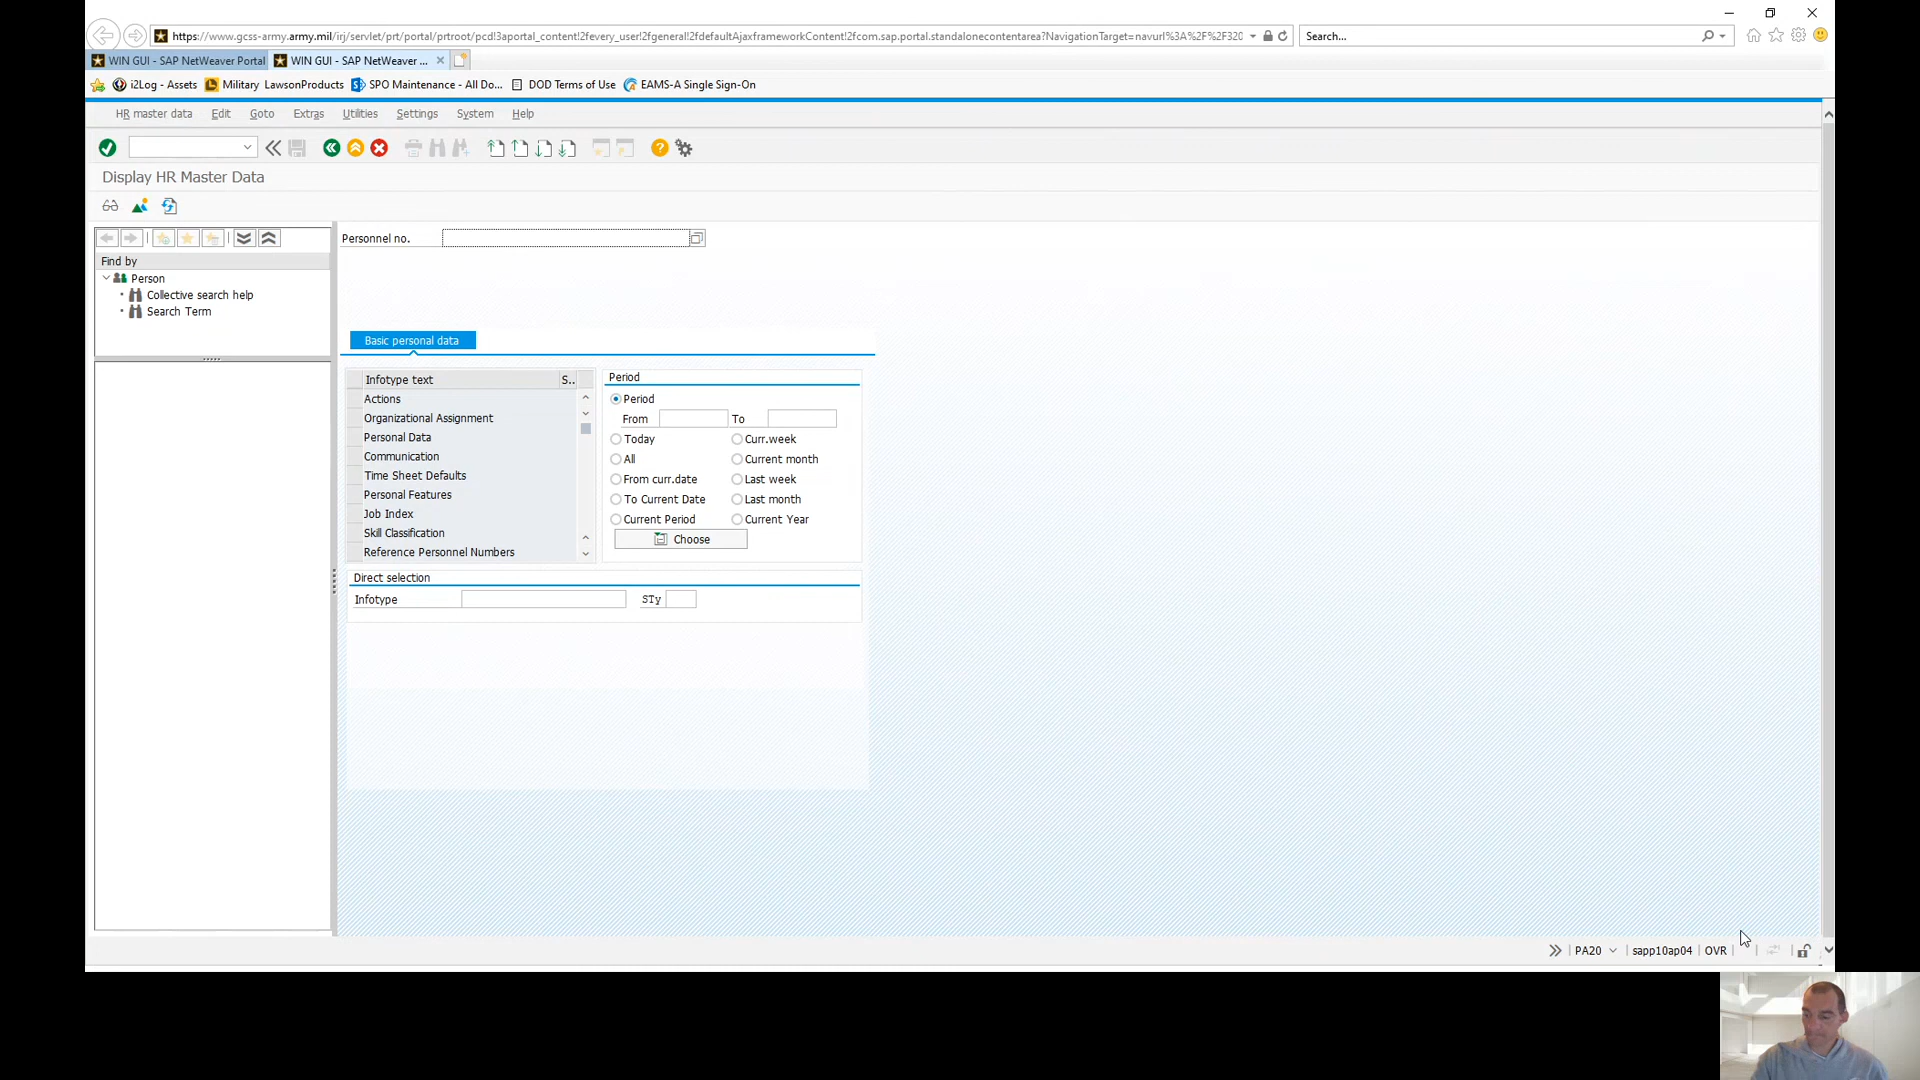 https://www.gcss-army.army.mil/irj/servlet/prt/portal/prtroot/pcd!3aportal_content!2fevery_user!2fgeneral!2fdefaultAjaxframeworkContent!2fcom.sap.portal.standalonecontentarea?NavigationTarget=navurl%3A%2F%2F320
Search...
WIN GUI - SAP NetWeaver Portal
WIN GUI - SAP NetWeaver ...
i2Log - Assets
Military LawsonProducts
SPO Maintenance - All Do...
DOD Terms of Use
EAMS-A Single Sign-On
HR master data Edit Goto Extras Utilities Settings System Help
Display HR Master Data
Find by
Person
Collective search help
Search Term
Personnel no.
Basic personal data
Infotype text S..
Actions
Organizational Assignment
Personal Data
Communication
Time Sheet Defaults
Personal Features
Job Index
Skill Classification
Reference Personnel Numbers
Period
Period
From To
Today Curr.week
All Current month
From curr.date Last week
To Current Date Last month
Current Period Current Year
Choose
Direct selection
Infotype STy
PA20 sapp10ap04 OVR